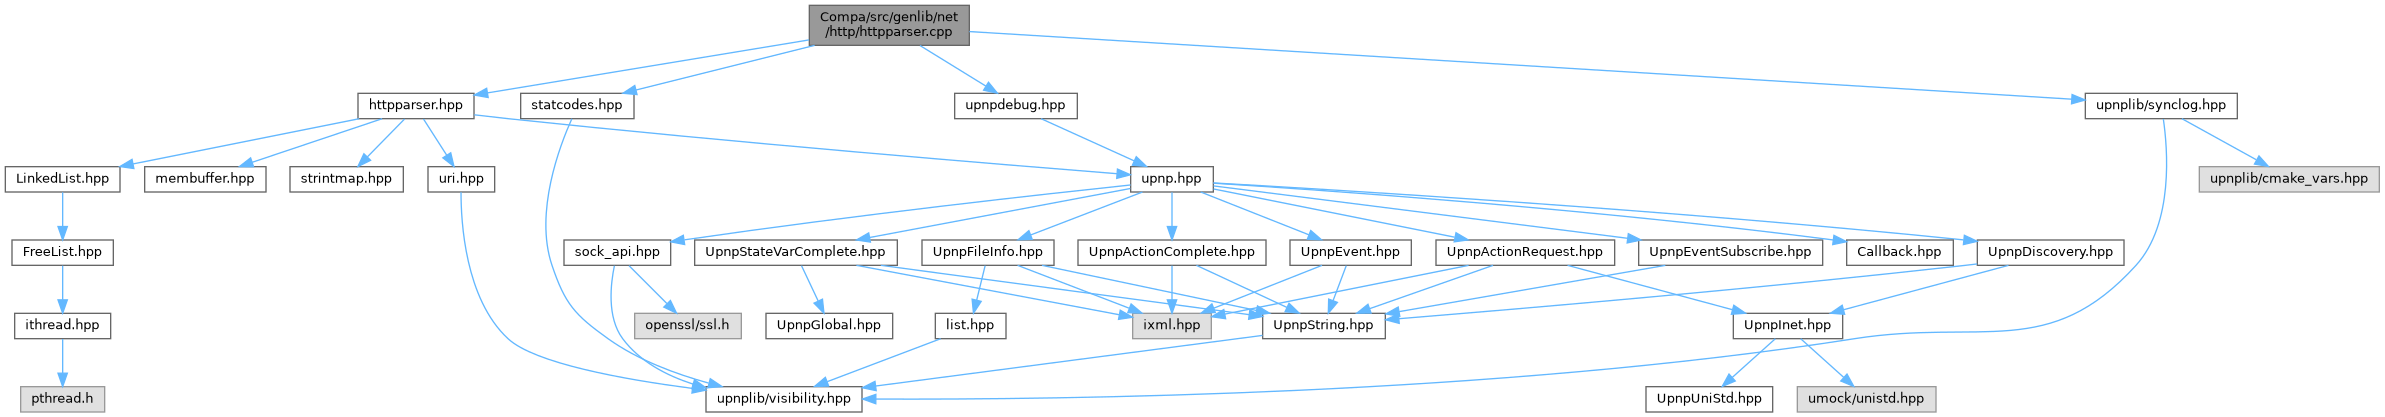 Compa/src/genlib/net
/http/httpparser.cpp
httpparser.hpp
statcodes.hpp
upnpdebug.hpp
upnplib/synclog.hpp
LinkedList.hpp
membuffer.hpp
strintmap.hpp
uri.hpp
upnp.hpp
upnplib/cmake_vars.hpp
FreeList.hpp
sock_api.hpp
UpnpStateVarComplete.hpp
UpnpFileInfo.hpp
UpnpActionComplete.hpp
UpnpEvent.hpp
UpnpActionRequest.hpp
UpnpEventSubscribe.hpp
Callback.hpp
UpnpDiscovery.hpp
ithread.hpp
openssl/ssl.h
UpnpGlobal.hpp
list.hpp
ixml.hpp
UpnpString.hpp
UpnpInet.hpp
pthread.h
upnplib/visibility.hpp
UpnpUniStd.hpp
umock/unistd.hpp